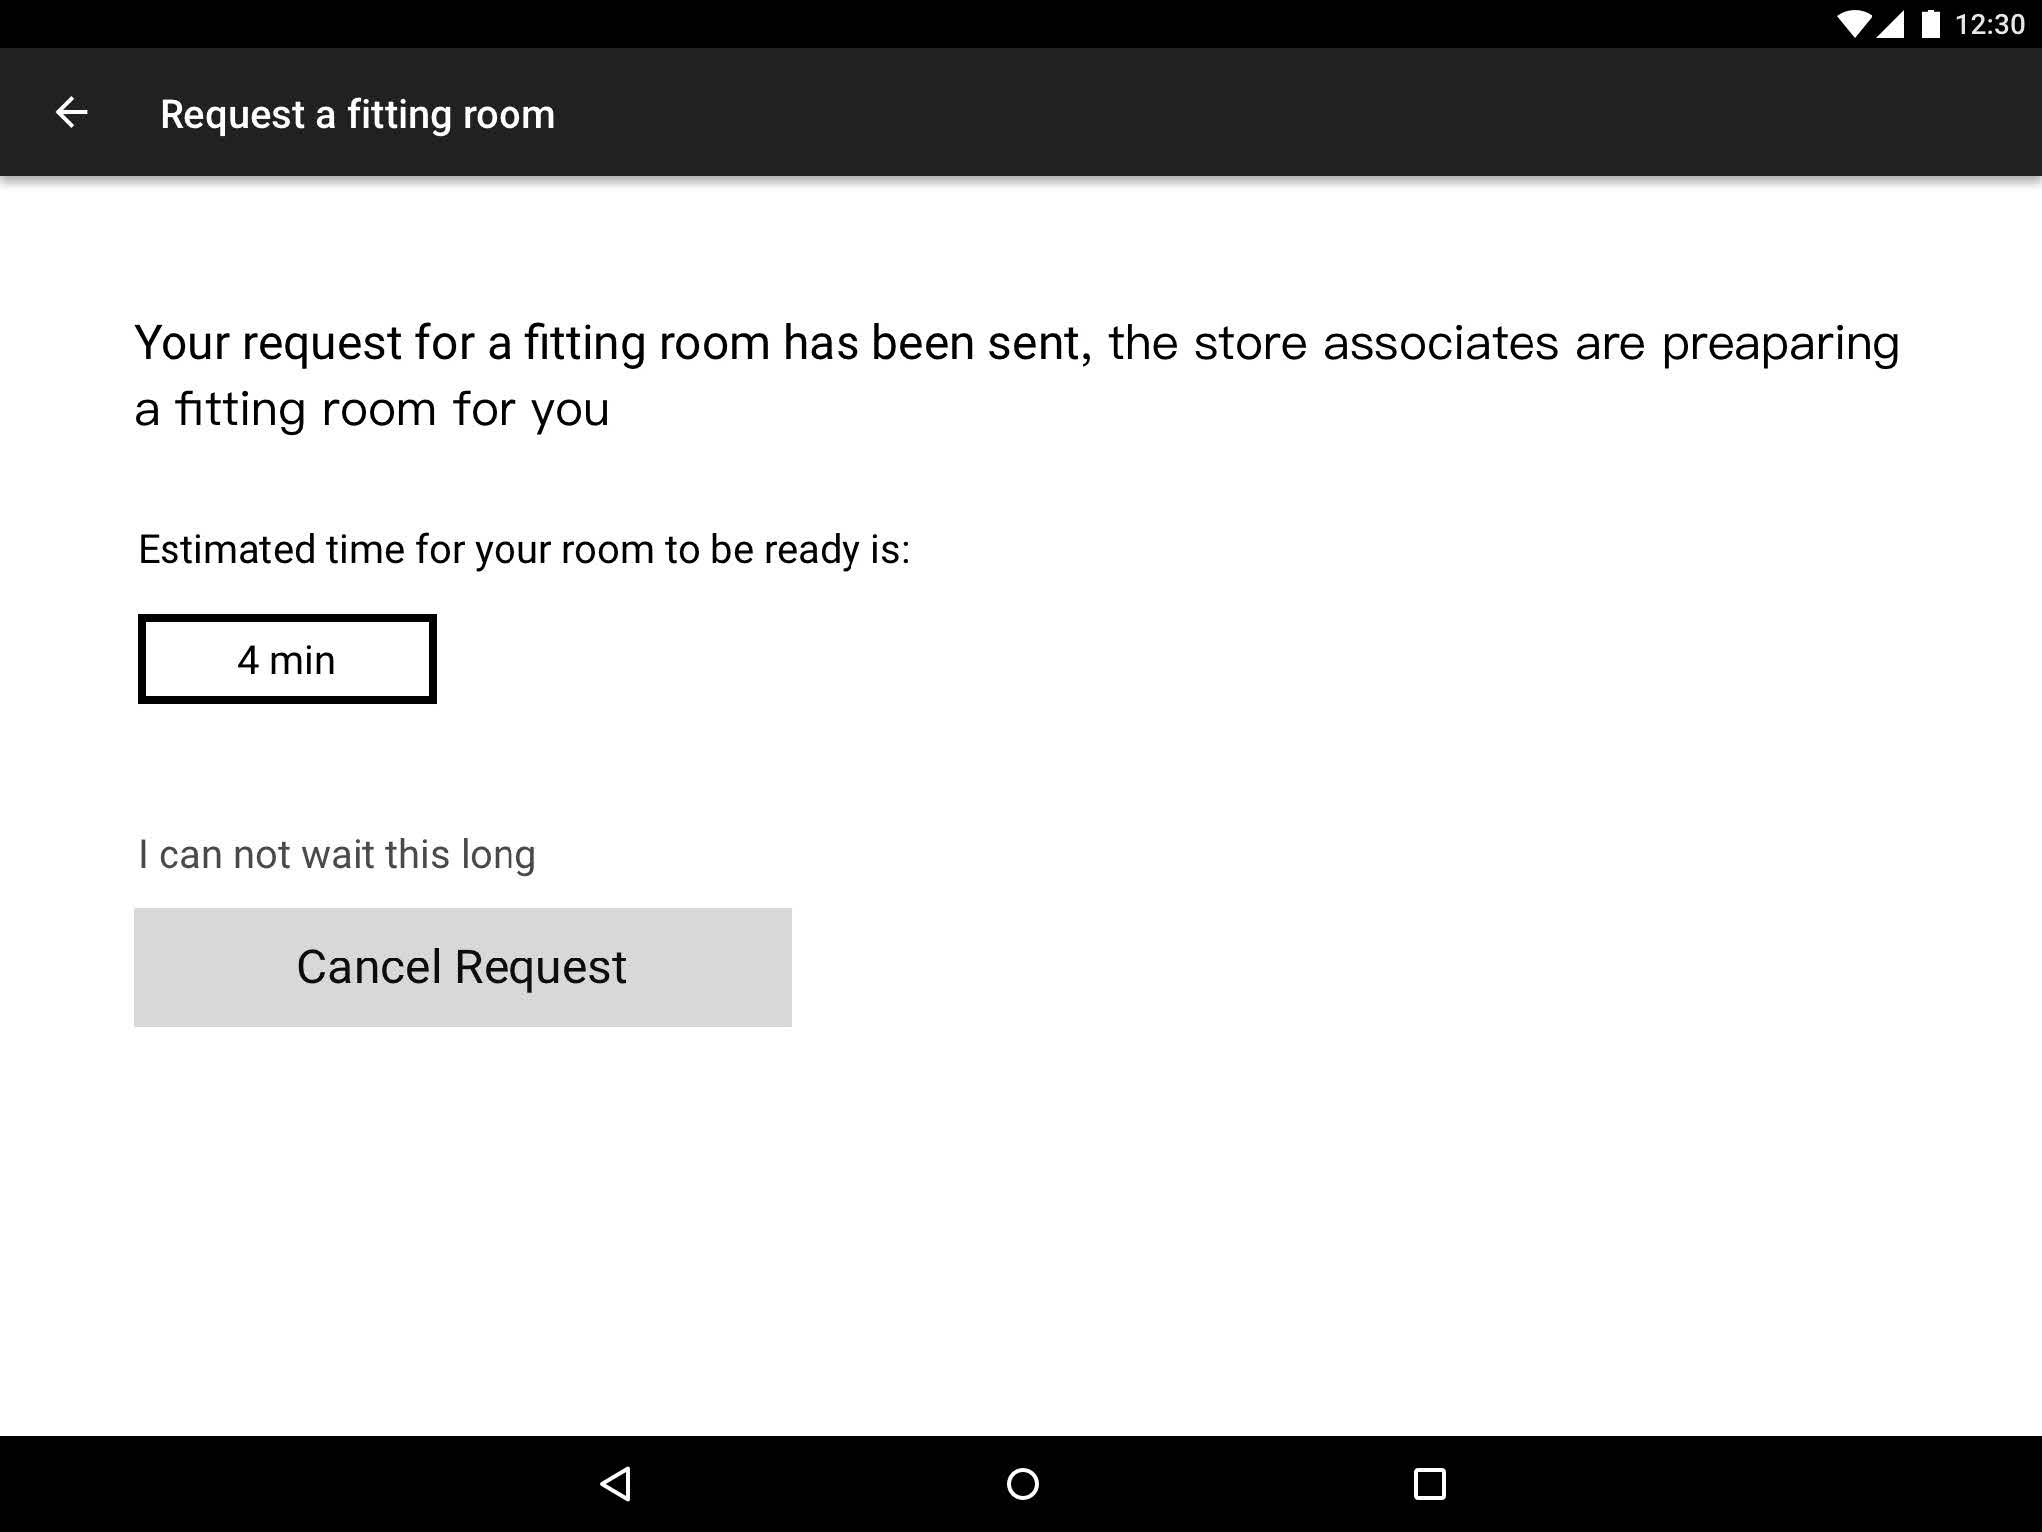 12:30
Request a fitting room
Your request for a fitting room has been sent, the store associates are preaparing
a fitting room for you
Estimated time for your room to be ready is:
4 min
I can not wait this long
Cancel Request